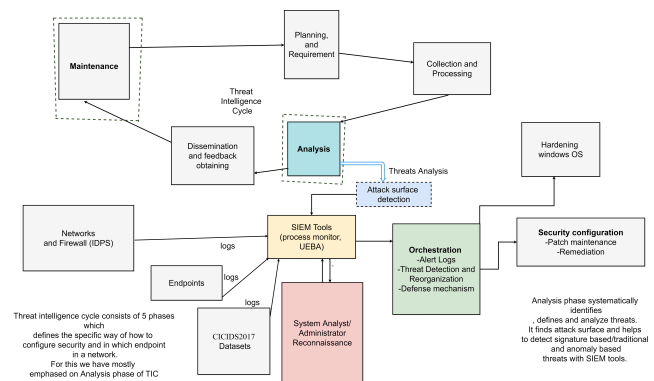 Planning,
and
Requirement
Maintenance
Collection and
Processing
Threat
Intelligence
Cycle
Dissemination
and feedback
obtaining
Analysis
Threats Analysis
Attack surface
detection
Hardening
windows OS
Networks
and Firewall (IDPS)
logs
SIEM Tools
(process monitor,
UEBA)
Orchestration
-Alert Logs
-Threat Detection and
Reorganization
-Defense mechanism
Security configuration
-Patch maintenance
-Remediation
Endpoints
logs
logs
CICIDS2017
Datasets
System Analyst/
Administrator
Reconnaissance
Threat intelligence cycle consists of 5 phases
which
defines the specific way of how to
configure security and in which endpoint
in a network.
For this we have mostly
emphased on Analysis phase of TIC
Analysis phase systematically
identifies
, defines and analyze threats.
It finds attack surface and helps
to detect signature based/traditional
and anomaly based
threats with SIEM tools.